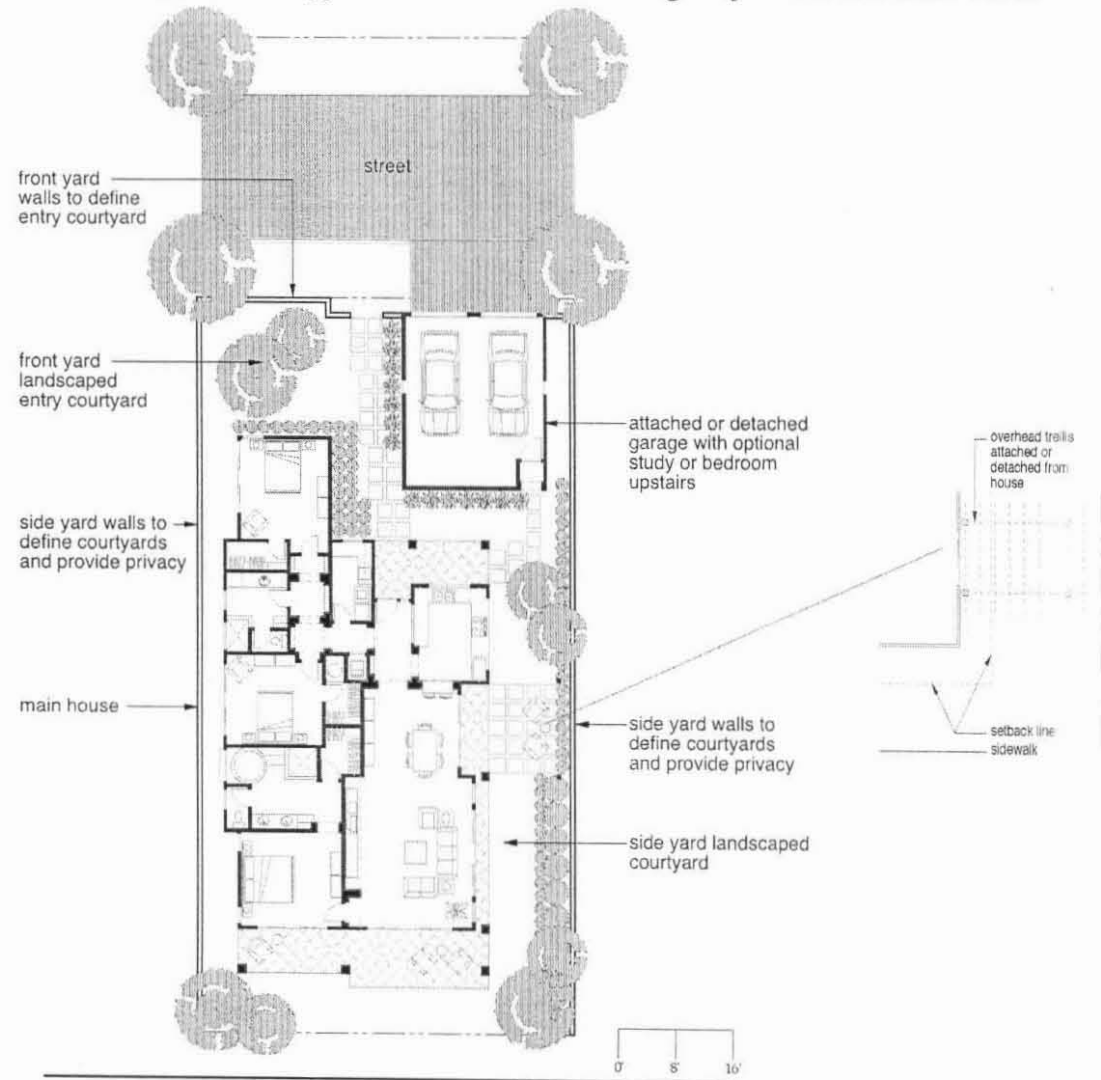 street
front yard
walls to define
entry courtyard
front yard
landscaped
entry courtyard
attached or detached
garage with optional
study or bedroom
upstairs
overhead trellis
attached or
detached from
house
side yard walls to
define courtyards
and provide privacy
main house
side yard walls to
define courtyards
and provide privacy
setback line
sidewalk
side yard landscaped
courtyard
0' 8' 16'